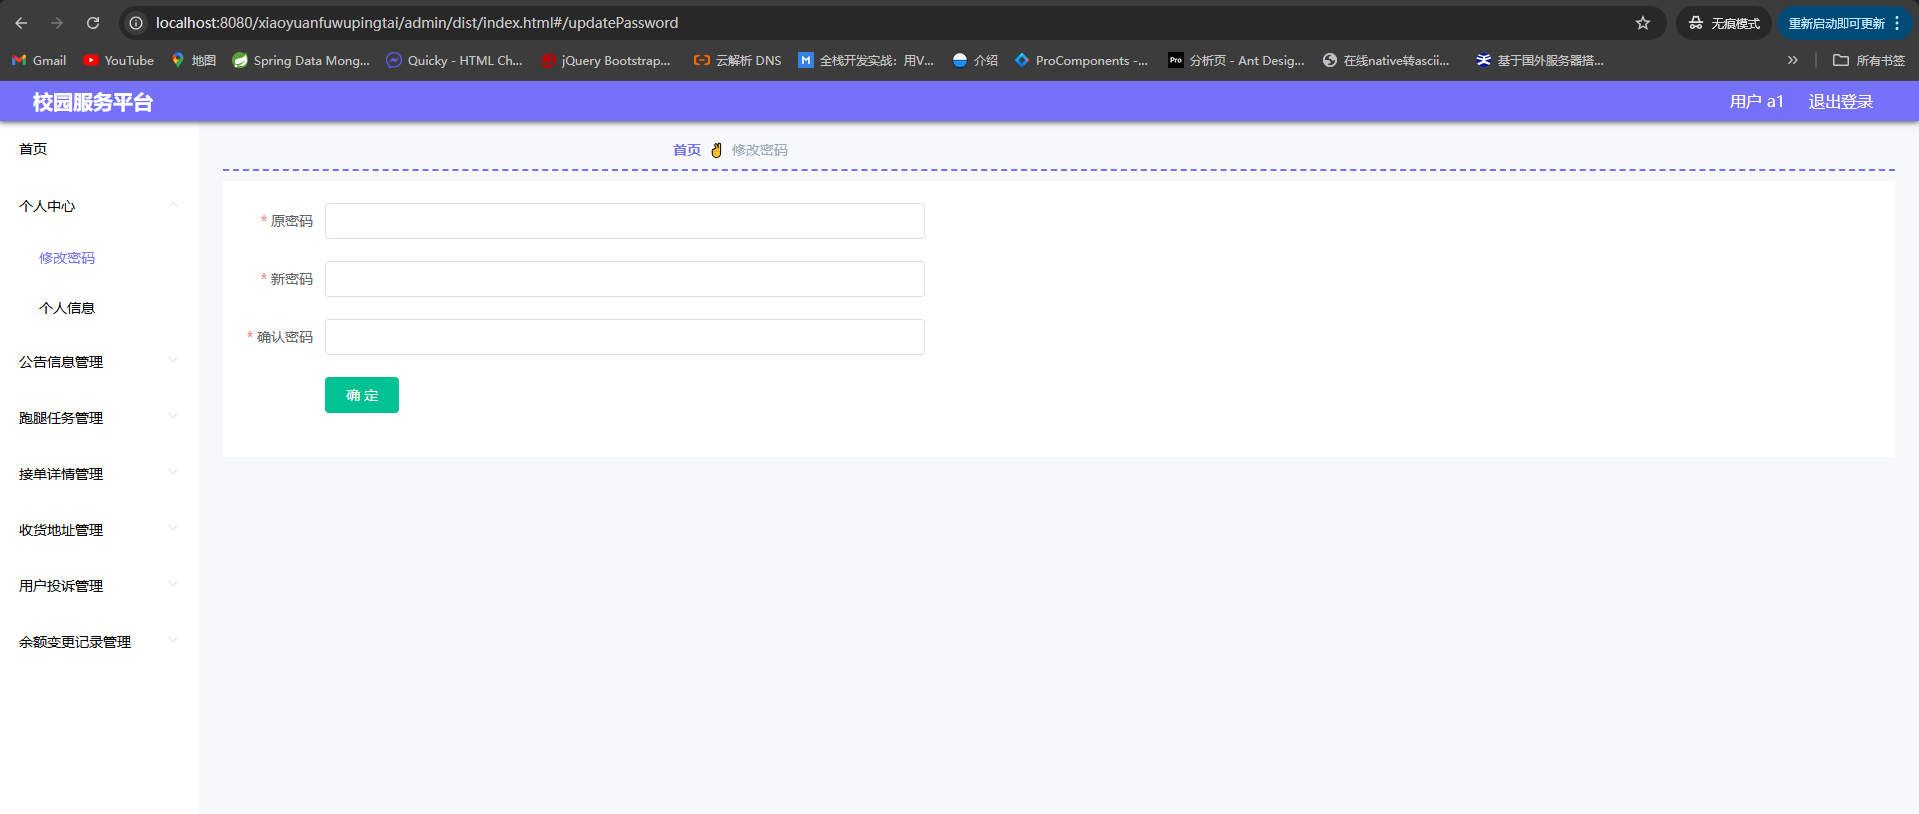 localhost:8080/xiaoyuanfuwupingtai/admin/dist/index.html#/updatePassword
无痕模式
重新启动即可更新
Gmail
YouTube
地图
Spring Data Mong...
Quicky - HTML Ch...
jQuery Bootstrap...
云解析 DNS
M
全栈开发实战：用V...
介绍
ProComponents -...
Pro
分析页 - Ant Desig...
在线native转ascii...
基于国外服务器搭...
所有书签
校园服务平台
用户 a1
退出登录
首页
个人中心
修改密码
个人信息
公告信息管理
跑腿任务管理
接单详情管理
收货地址管理
用户投诉管理
余额变更记录管理
首页 ✌ 修改密码
* 原密码
* 新密码
* 确认密码
确 定